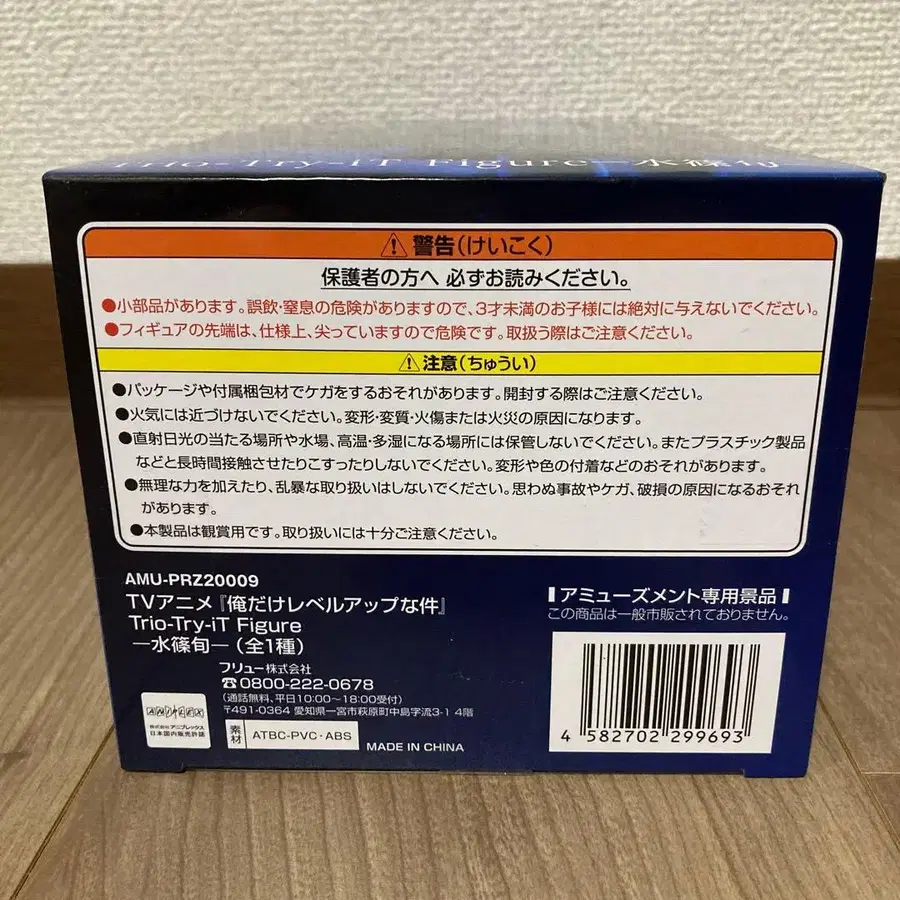 Trio-Try-iT Figure―水篠旬
⚠ 警告(けいこく)
保護者の方へ 必ずお読みください。
●小部品があります。誤飲・窒息の危険がありますので、3才未満のお子様には絶対に与えないでください。
●フィギュアの先端は、仕様上、尖っていますので危険です。取扱う際はご注意ください。
⚠ 注意(ちゅうい)
●パッケージや付属梱包材でケガをするおそれがあります。開封する際はご注意ください。
●火気には近づけないでください。変形・変質・火傷または火災の原因になります。
●直射日光の当たる場所や水場、高温・多湿になる場所には保管しないでください。またプラスチック製品
などと長時間接触させたりこすったりしないでください。変形や色の付着などのおそれがあります。
●無理な力を加えたり、乱暴な取り扱いはしないでください。思わぬ事故やケガ、破損の原因になるおそれ
があります。
●本製品は観賞用です。取り扱いには十分ご注意ください。
AMU-PRZ20009
TVアニメ『俺だけレベルアップな件』
Trio-Try-iT Figure
―水篠旬―(全1種)
フリュー株式会社
☎0800-222-0678
(通話無料、平日10:00~18:00受付)
〒491-0364 愛知県一宮市萩原町中島字流3-1 4階
ANIPLEX
株式会社アニプレックス
日本国内販売許諾
素材 ATBC-PVC・ABS
MADE IN CHINA
アミューズメント専用景品
この商品は一般市販されておりません。
4 582702 299693